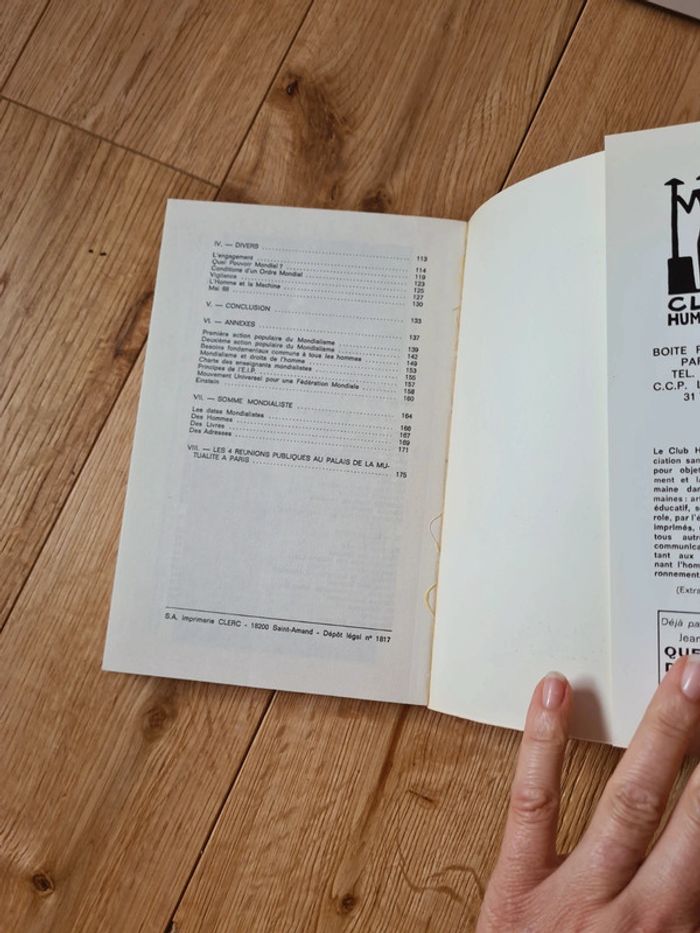 IV. — DIVERS 113
L'engagement 114
Quel Pouvoir Mondial ? 119
Conditions d'un Ordre Mondial 123
Vigilance 125
L'Homme et la Machine 127
Mai 68 130
V. — CONCLUSION 133
VI. — ANNEXES 137
Première action populaire du Mondialisme 139
Deuxième action populaire du Mondialisme 142
Besoins fondamentaux communs à tous les hommes 149
Mondialisme et droits de l'homme 153
Charte des enseignants mondialistes 155
Principes de l'E.I.P. 157
Mouvement Universel pour une Fédération Mondiale 158
Einstein 160
VII. — SOMME MONDIALISTE 164
Les dates Mondialistes 166
Des Hommes 167
Des Livres 169
Des Adresses 171
VIII. — LES 4 REUNIONS PUBLIQUES AU PALAIS DE LA MU-
TUALITE A PARIS 175
S.A. Imprimerie CLERC - 18200 Saint-Amand - Dépôt légal n° 1817
CL
HUM
BOITE P
PAR
TEL.
C.C.P. L
31
Le Club H
ciation san
pour objet
ment et la
maine dan
maines : art
éducatif, s
role, par l'é
imprimés,
tous autre
communica
tant aux
nant l'hom
ronnement
(Extra
Déjà pa
Jean
QUE